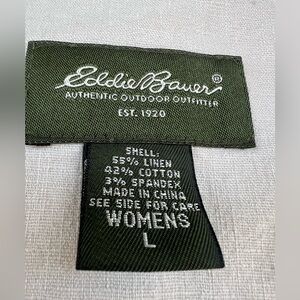 Eddie Bauer®
AUTHENTIC OUTDOOR OUTFITTER
EST. 1920
SHELL:
55% LINEN
42% COTTON
3% SPANDEX
MADE IN CHINA
SEE SIDE FOR CARE
WOMENS
L